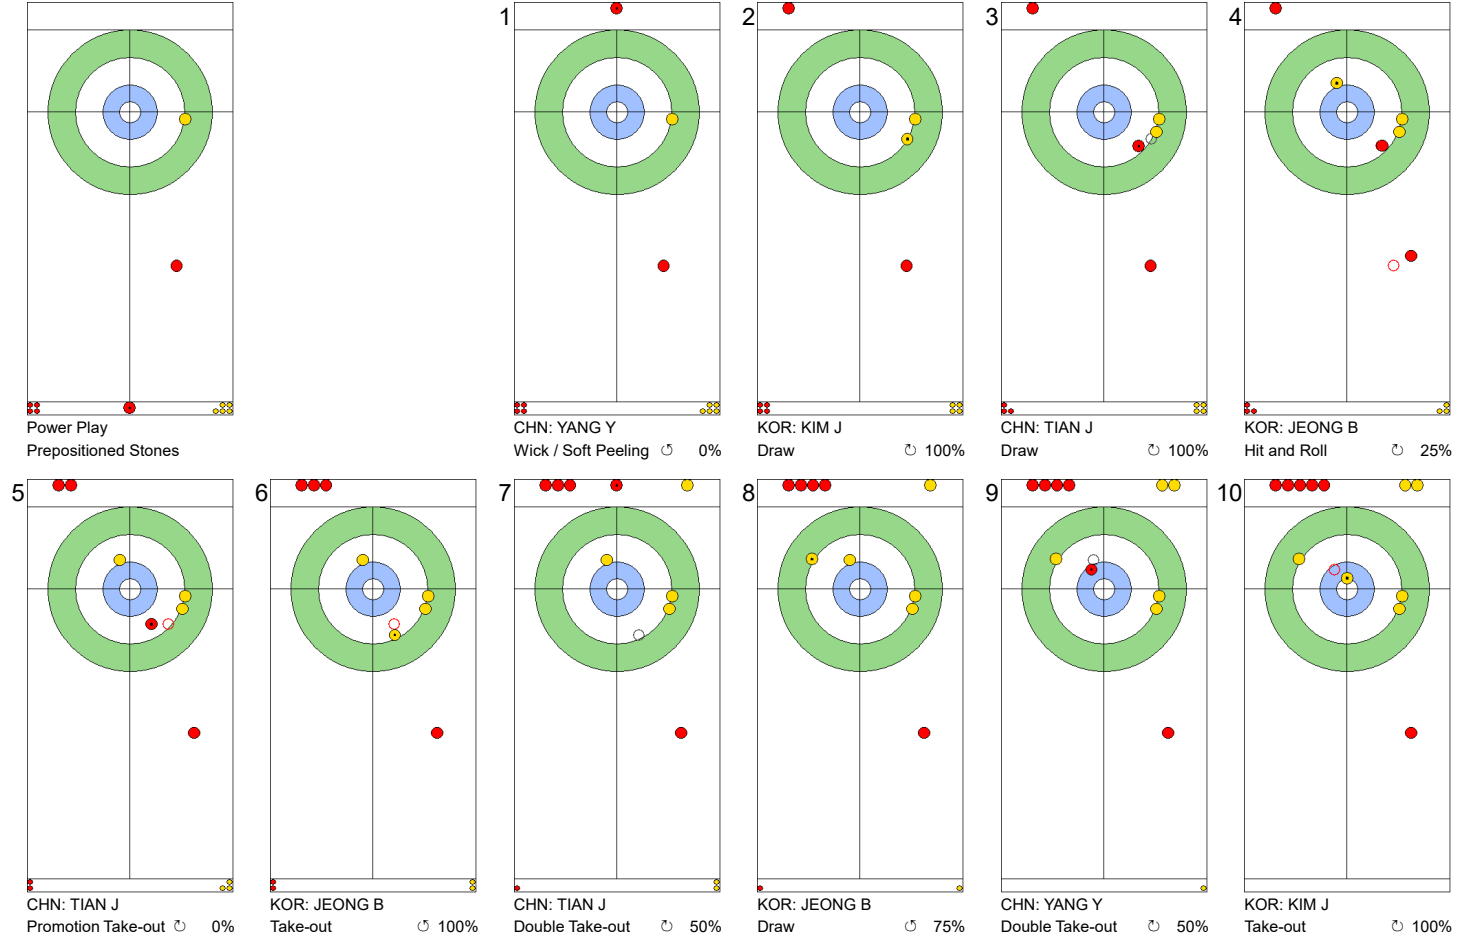 Power Play
Prepositioned Stones
1
CHN: YANG Y
Wick / Soft Peeling 0%
2
KOR: KIM J
Draw 100%
3
CHN: TIAN J
Draw 100%
4
KOR: JEONG B
Hit and Roll 25%
5
CHN: TIAN J
Promotion Take-out 0%
6
KOR: JEONG B
Take-out 100%
7
CHN: TIAN J
Double Take-out 50%
8
KOR: JEONG B
Draw 75%
9
CHN: YANG Y
Double Take-out 50%
10
KOR: KIM J
Take-out 100%